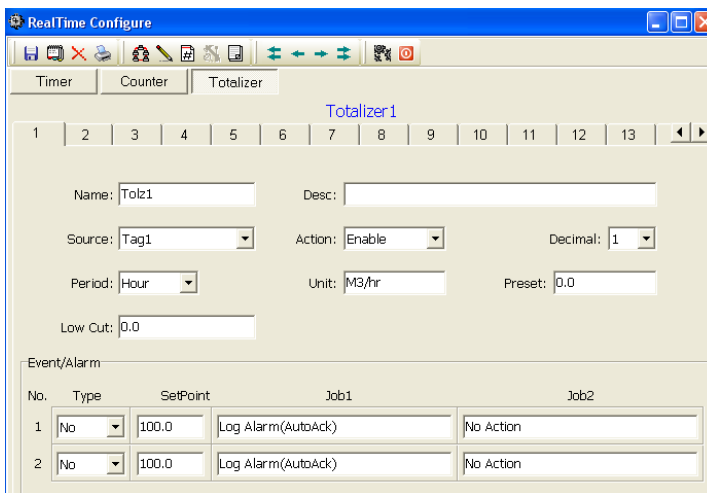 RealTime Configure
Timer Counter Totalizer
Totalizer1
1 2 3 4 5 6 7 8 9 10 11 12 13
Name: Tolz1 Desc:
Source: Tag1 Action: Enable Decimal: 1
Period: Hour Unit: M3/hr Preset: 0.0
Low Cut: 0.0
Event/Alarm
No. Type SetPoint Job1 Job2
1 No 100.0 Log Alarm(AutoAck) No Action
2 No 100.0 Log Alarm(AutoAck) No Action